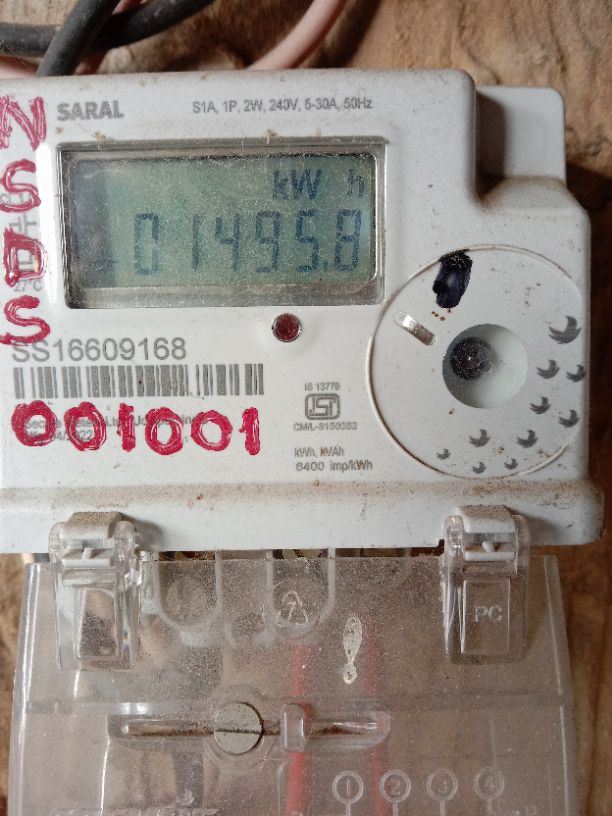 SARAL
S1A, 1P, 2W, 240V, 5-30A, 50Hz
NSDS
kW h
01495.8
27°C
SS16609168
001001
IS 13779
ISI
CM/L-8150382
kWh, kVAh
6400 imp/kWh
PC
1 2 3 4